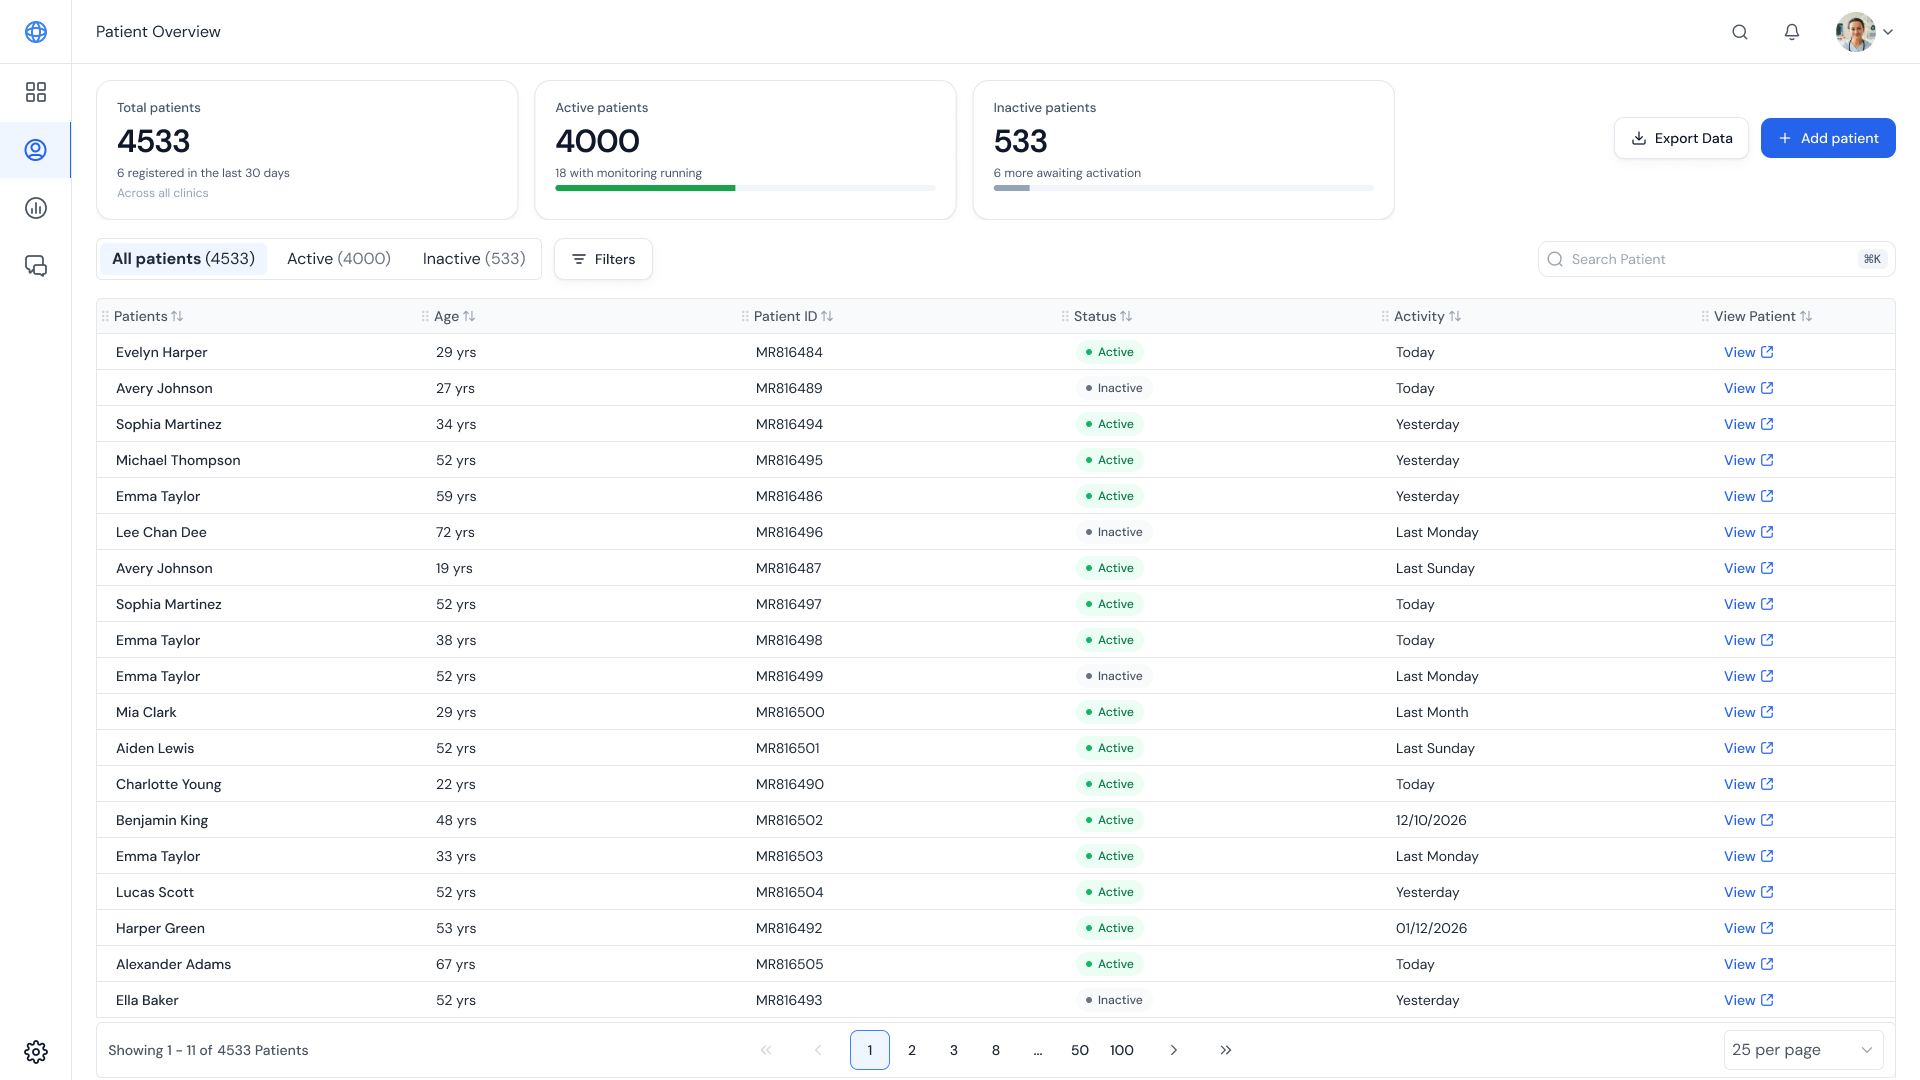 Patient Overview
Total patients
4533
6 registered in the last 30 days
Across all clinics
Active patients
4000
18 with monitoring running
Inactive patients
533
6 more awaiting activation
Export Data
Add patient
All patients (4533) Active (4000) Inactive (533) Filters
Search Patient ⌘K
Patients Age Patient ID Status Activity View Patient
Evelyn Harper 29 yrs MR816484 Active Today View
Avery Johnson 27 yrs MR816489 Inactive Today View
Sophia Martinez 34 yrs MR816494 Active Yesterday View
Michael Thompson 52 yrs MR816495 Active Yesterday View
Emma Taylor 59 yrs MR816486 Active Yesterday View
Lee Chan Dee 72 yrs MR816496 Inactive Last Monday View
Avery Johnson 19 yrs MR816487 Active Last Sunday View
Sophia Martinez 52 yrs MR816497 Active Today View
Emma Taylor 38 yrs MR816498 Active Today View
Emma Taylor 52 yrs MR816499 Inactive Last Monday View
Mia Clark 29 yrs MR816500 Active Last Month View
Aiden Lewis 52 yrs MR816501 Active Last Sunday View
Charlotte Young 22 yrs MR816490 Active Today View
Benjamin King 48 yrs MR816502 Active 12/10/2026 View
Emma Taylor 33 yrs MR816503 Active Last Monday View
Lucas Scott 52 yrs MR816504 Active Yesterday View
Harper Green 53 yrs MR816492 Active 01/12/2026 View
Alexander Adams 67 yrs MR816505 Active Today View
Ella Baker 52 yrs MR816493 Inactive Yesterday View
Showing 1 - 11 of 4533 Patients 1 2 3 8 ... 50 100 25 per page